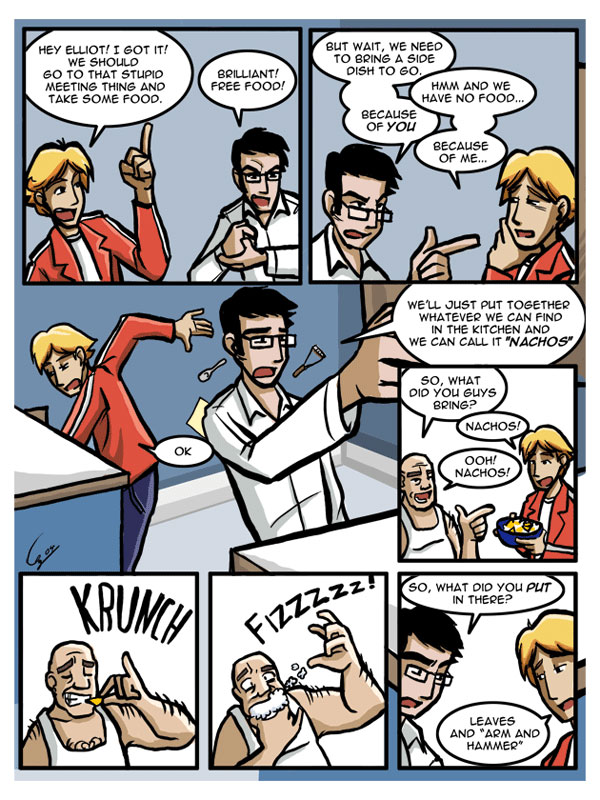 HEY ELLIOT! I GOT IT!
WE SHOULD
GO TO THAT STUPID
MEETING THING AND
TAKE SOME FOOD.
BRILLIANT!
FREE FOOD!
BUT WAIT, WE NEED
TO BRING A SIDE
DISH TO GO.
HMM AND WE
HAVE NO FOOD...
BECAUSE
OF YOU
BECAUSE
OF ME...
WE'LL JUST PUT TOGETHER
WHATEVER WE CAN FIND
IN THE KITCHEN AND
WE CAN CALL IT "NACHOS"
OK
SO, WHAT
DID YOU GUYS
BRING?
NACHOS!
OOH!
NACHOS!
KRUNCH
FIZZZZzz!
SO, WHAT DID YOU PUT
IN THERE?
LEAVES
AND "ARM AND
HAMMER"